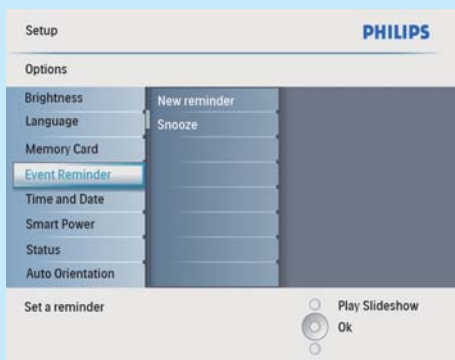 Setup
PHILIPS
Options
Brightness
New reminder
Language
Snooze
Memory Card
Event Reminder
Time and Date
Smart Power
Status
Auto Orientation
Set a reminder
Play Slideshow
Ok